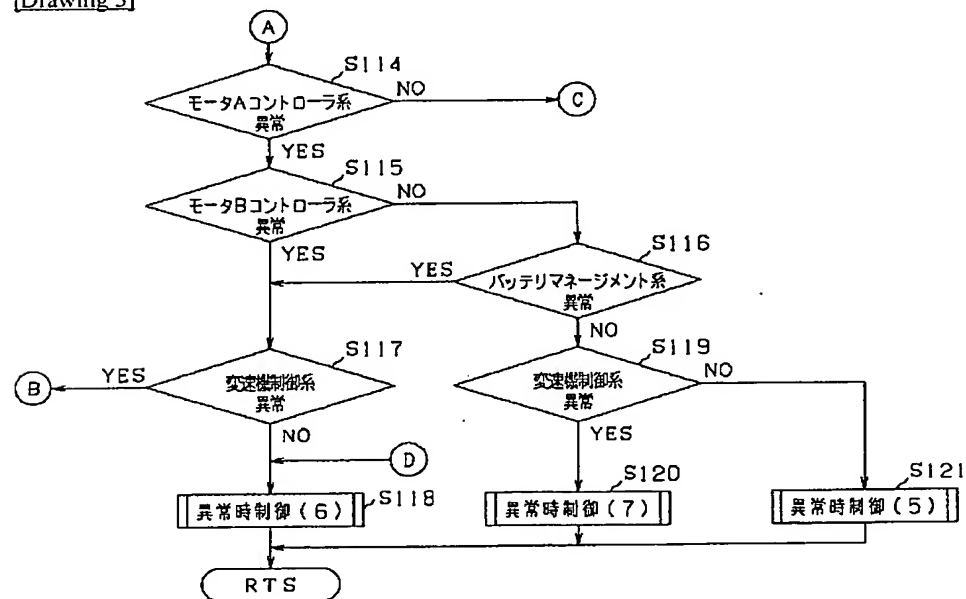 [Drawing 3]
A
S114
モータAコントローラ系
異常
NO
C
YES
S115
モータBコントローラ系
異常
NO
YES
S116
バッテリマネージメント系
異常
YES
NO
S117
変速機制御系
異常
YES
B
NO
S119
変速機制御系
異常
NO
YES
D
S118
異常時制御(6)
S120
異常時制御(7)
S121
異常時制御(5)
RTS